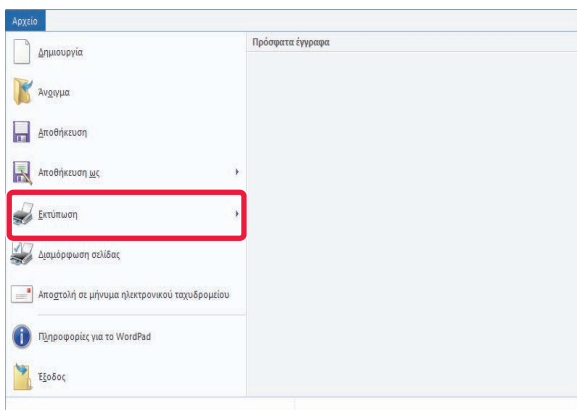 Αρχείο
Πρόσφατα έγγραφα
Δημιουργία
Άνοιγμα
Αποθήκευση
Αποθήκευση ως
Εκτύπωση
Διαμόρφωση σελίδας
Αποστολή σε μήνυμα ηλεκτρονικού ταχυδρομείου
Πληροφορίες για το WordPad
Έξοδος